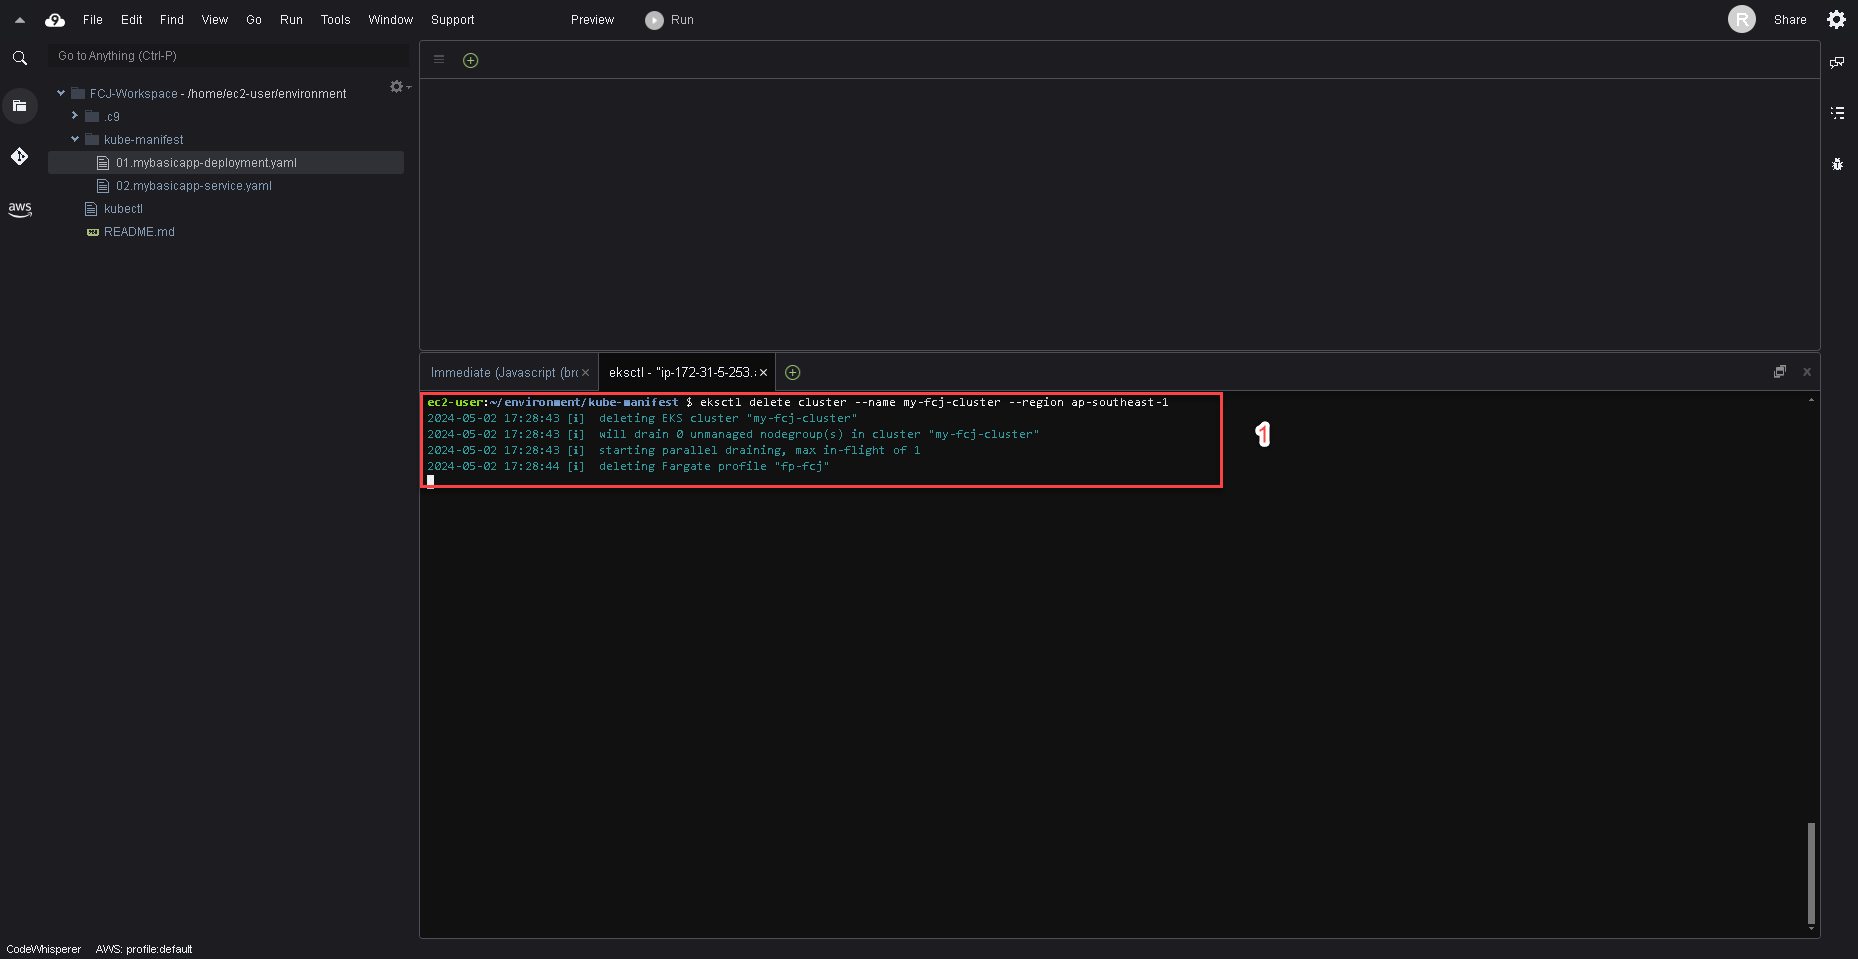 9 File Edit Find View Go Run Tools Window Support Preview Run R Share
Go to Anything (Ctrl-P)
FCJ-Workspace - /home/ec2-user/environment
.c9
kube-manifest
01.mybasicapp-deployment.yaml
02.mybasicapp-service.yaml
aws
kubectl
README.md
Immediate (Javascript (bro × eksctl - "ip-172-31-5-253.a ×
ec2-user:~/environment/kube-manifest $ eksctl delete cluster --name my-fcj-cluster --region ap-southeast-1
2024-05-02 17:28:43 [i]  deleting EKS cluster "my-fcj-cluster"
2024-05-02 17:28:43 [i]  will drain 0 unmanaged nodegroup(s) in cluster "my-fcj-cluster"
2024-05-02 17:28:43 [i]  starting parallel draining, max in-flight of 1
2024-05-02 17:28:44 [i]  deleting Fargate profile "fp-fcj"
1
CodeWhisperer AWS: profile:default